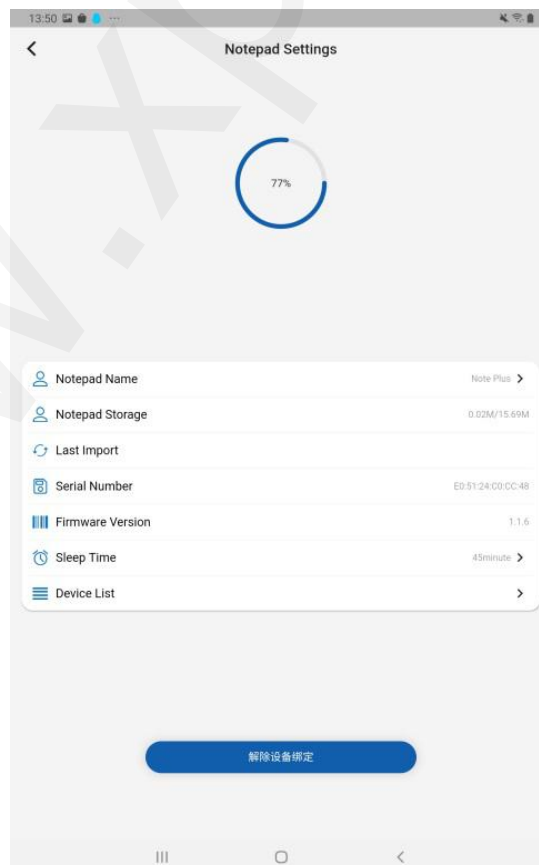 13:50
Notepad Settings
77%
Notepad Name Note Plus
Notepad Storage 0.02M/15.69M
Last Import
Serial Number E0:51:24:C0:CC:48
Firmware Version 1.1.6
Sleep Time 45minute
Device List
解除设备绑定